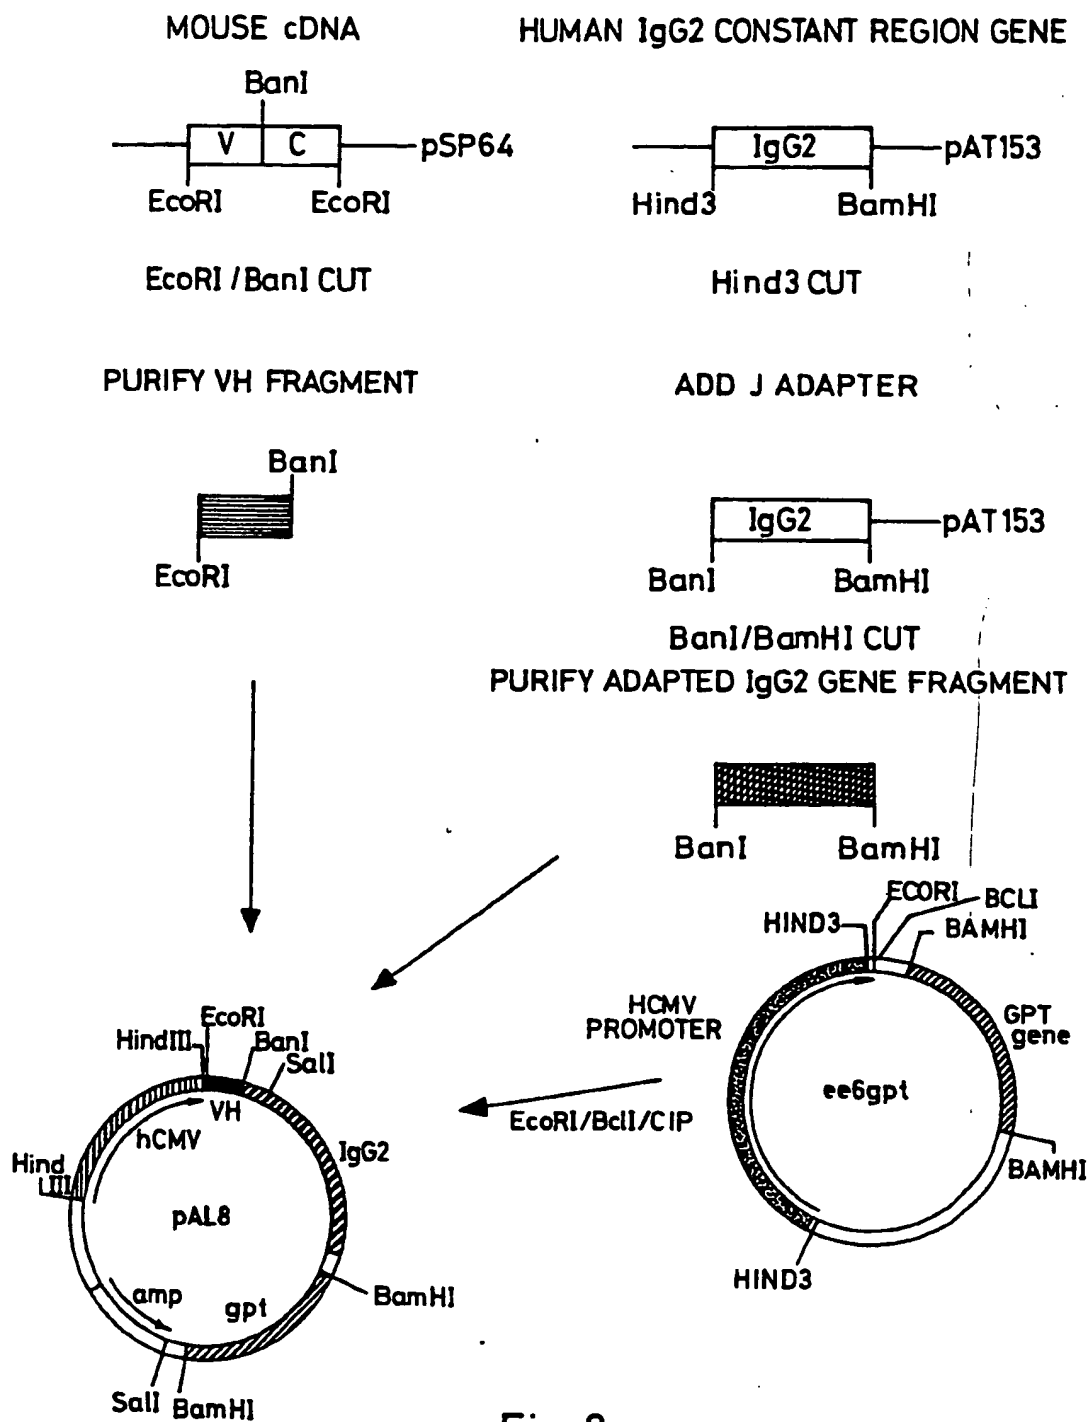 MOUSE cDNA
HUMAN IgG2 CONSTANT REGION GENE
BanI
V
C
pSP64
EcoRI
EcoRI
IgG2
pAT153
Hind3
BamHI
EcoRI/BanI CUT
Hind3 CUT
PURIFY VH FRAGMENT
ADD J ADAPTER
BanI
EcoRI
IgG2
pAT153
BanI
BamHI
BanI/BamHI CUT
PURIFY ADAPTED IgG2 GENE FRAGMENT
BanI
BamHI
ECORI
BCLI
HIND3
BAMHI
HCMV
PROMOTER
GPT
gene
ee6gpt
BAMHI
HIND3
EcoRI/BclI/CIP
EcoRI
HindIII
BanI
SalI
VH
hCMV
IgG2
Hind
III
pAL8
amp
gpt
BamHI
SalI
BamHI